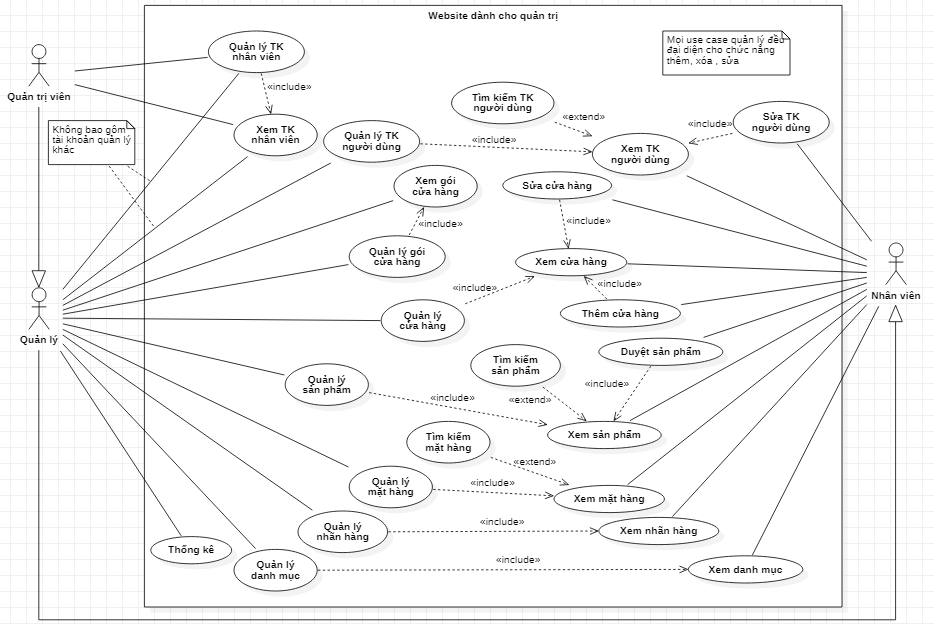 Website dành cho quản trị
Quản trị viên
Không bao gồm
tài khoản quản lý
khác
Quản lý
Nhân viên
Mọi use case quản lý đều
đại diện cho chức năng
thêm, xóa , sửa
Quản lý TK
nhân viên
«include»
Xem TK
nhân viên
Quản lý TK
người dùng
«include»
Tìm kiếm TK
người dùng
«extend»
Xem TK
người dùng
«include»
Sửa TK
người dùng
Xem gói
cửa hàng
«include»
Quản lý gói
cửa hàng
Sửa cửa hàng
«include»
Xem cửa hàng
«include»
Quản lý
cửa hàng
«include»
Thêm cửa hàng
Duyệt sản phẩm
«include»
Tìm kiếm
sản phẩm
«extend»
Quản lý
sản phẩm
«include»
Xem sản phẩm
Tìm kiếm
mặt hàng
«extend»
Quản lý
mặt hàng
«include»
Xem mặt hàng
Quản lý
nhãn hàng
«include»
Xem nhãn hàng
Thống kê
Quản lý
danh mục
«include»
Xem danh mục